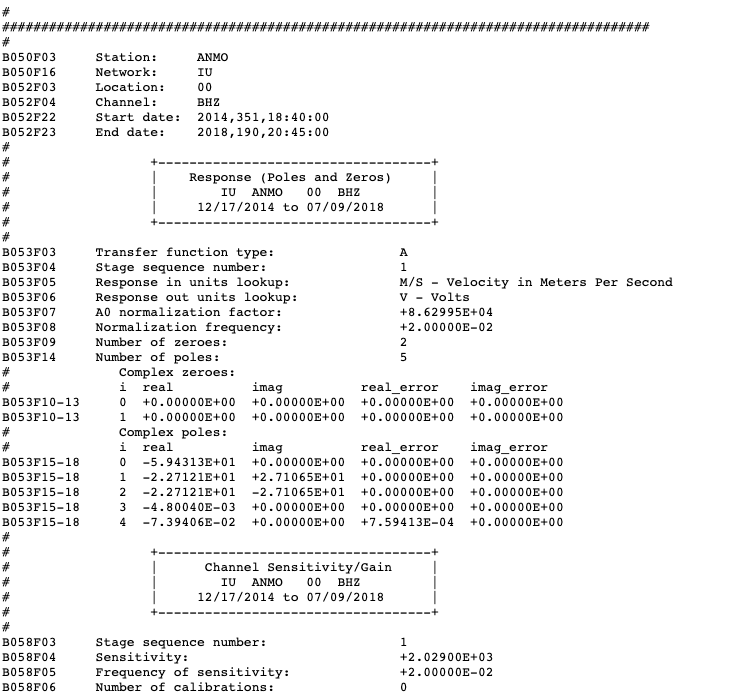 #
###################################################################################
#
B050F03     Station:     ANMO
B050F16     Network:     IU
B052F03     Location:    00
B052F04     Channel:     BHZ
B052F22     Start date:  2014,351,18:40:00
B052F23     End date:    2018,190,20:45:00
#
#                  +-----------------------------------+
#                  |    Response (Poles and Zeros)     |
#                  |        IU  ANMO   00  BHZ         |
#                  |     12/17/2014 to 07/09/2018      |
#                  +-----------------------------------+
#
B053F03     Transfer function type:                A
B053F04     Stage sequence number:                 1
B053F05     Response in units lookup:              M/S - Velocity in Meters Per Second
B053F06     Response out units lookup:             V - Volts
B053F07     A0 normalization factor:               +8.62995E+04
B053F08     Normalization frequency:               +2.00000E-02
B053F09     Number of zeroes:                      2
B053F14     Number of poles:                       5
#              Complex zeroes:
#              i  real          imag          real_error    imag_error
B053F10-13     0  +0.00000E+00  +0.00000E+00  +0.00000E+00  +0.00000E+00
B053F10-13     1  +0.00000E+00  +0.00000E+00  +0.00000E+00  +0.00000E+00
#              Complex poles:
#              i  real          imag          real_error    imag_error
B053F15-18     0  -5.94313E+01  +0.00000E+00  +0.00000E+00  +0.00000E+00
B053F15-18     1  -2.27121E+01  +2.71065E+01  +0.00000E+00  +0.00000E+00
B053F15-18     2  -2.27121E+01  -2.71065E+01  +0.00000E+00  +0.00000E+00
B053F15-18     3  -4.80040E-03  +0.00000E+00  +0.00000E+00  +0.00000E+00
B053F15-18     4  -7.39406E-02  +0.00000E+00  +7.59413E-04  +0.00000E+00
#
#                  +-----------------------------------+
#                  |      Channel Sensitivity/Gain     |
#                  |        IU  ANMO   00  BHZ         |
#                  |     12/17/2014 to 07/09/2018      |
#                  +-----------------------------------+
#
B058F03     Stage sequence number:                 1
B058F04     Sensitivity:                           +2.02900E+03
B058F05     Frequency of sensitivity:              +2.00000E-02
B058F06     Number of calibrations:                0